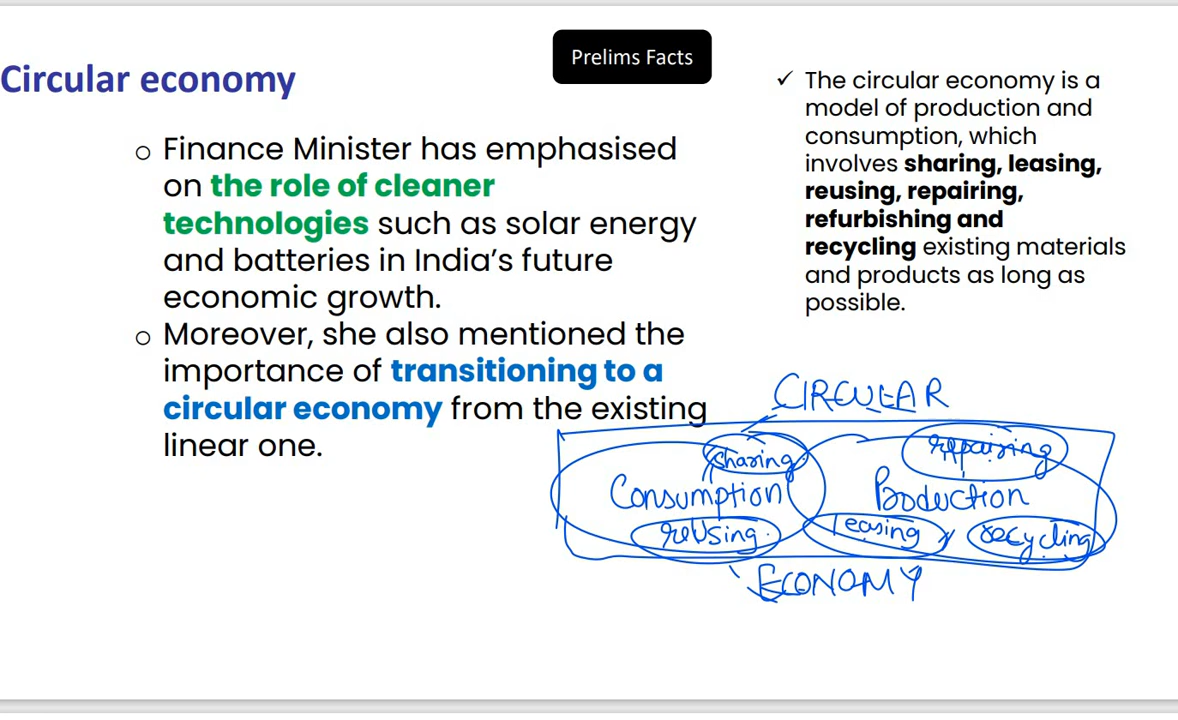 Prelims Facts
Circular economy
○ Finance Minister has emphasised
on the role of cleaner
technologies such as solar energy
and batteries in India’s future
economic growth.
○ Moreover, she also mentioned the
importance of transitioning to a
circular economy from the existing
linear one.
✓ The circular economy is a
model of production and
consumption, which
involves sharing, leasing,
reusing, repairing,
refurbishing and
recycling existing materials
and products as long as
possible.
CIRCULAR
sharing
repairing
Consumption
Production
reusing
leasing
recycling
ECONOMY